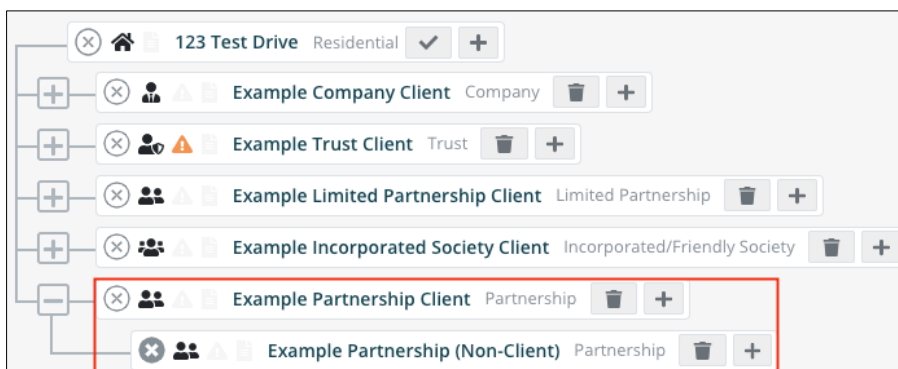 123 Test Drive Residential
Example Company Client Company
Example Trust Client Trust
Example Limited Partnership Client Limited Partnership
Example Incorporated Society Client Incorporated/Friendly Society
Example Partnership Client Partnership
Example Partnership (Non-Client) Partnership